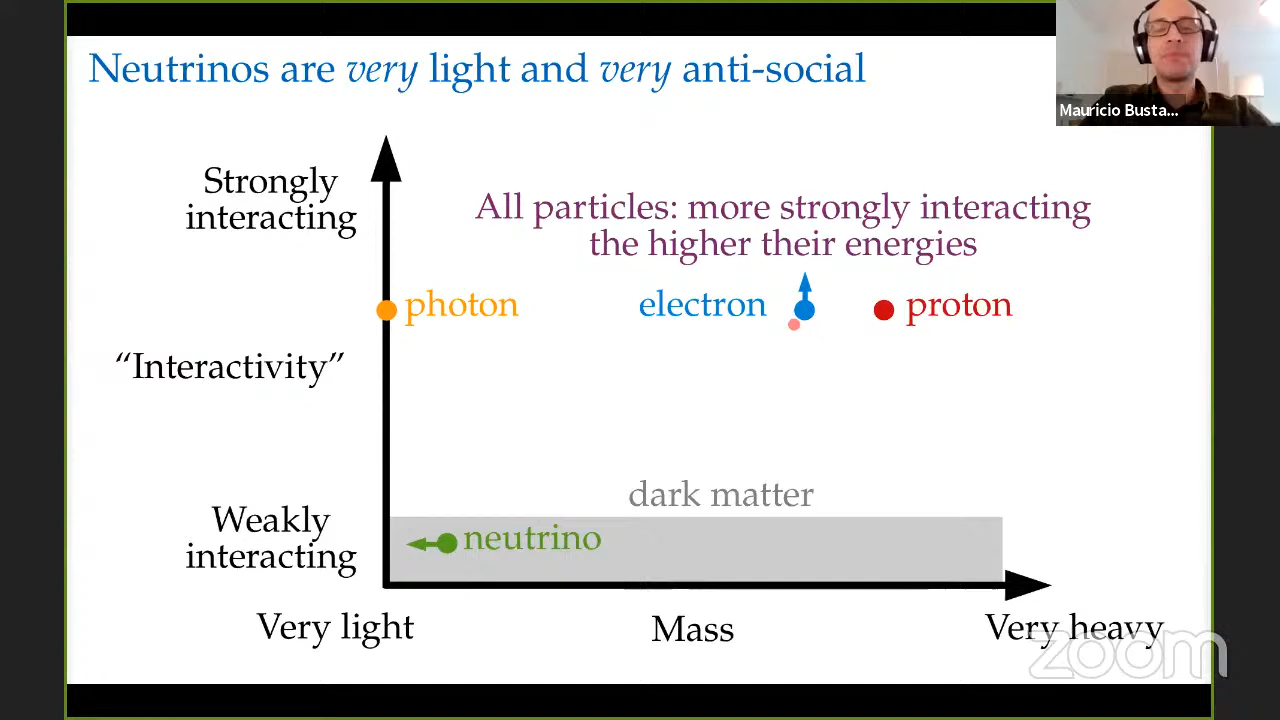 Neutrinos are very light and very anti-social
Mauricio Busta...
Strongly
interacting
All particles: more strongly interacting
the higher their energies
photon
electron
proton
“Interactivity”
dark matter
Weakly
interacting
neutrino
Very light
Mass
Very heavy
zoom